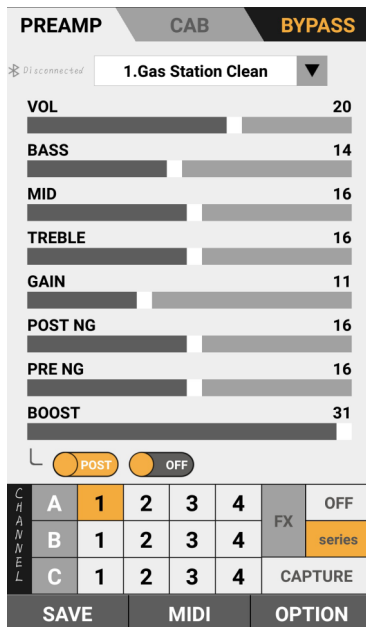 PREAMP CAB BYPASS
Disconnected 1.Gas Station Clean
VOL 20
BASS 14
MID 16
TREBLE 16
GAIN 11
POST NG 16
PRE NG 16
BOOST 31
POST OFF
CHANNEL
A 1 2 3 4 FX OFF
B 1 2 3 4 series
C 1 2 3 4 CAPTURE
SAVE MIDI OPTION